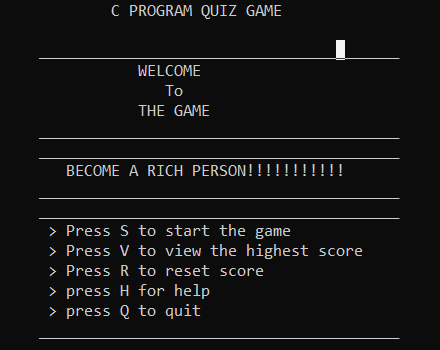 C PROGRAM QUIZ GAME
WELCOME
To
THE GAME
BECOME A RICH PERSON!!!!!!!!!!!
> Press S to start the game
> Press V to view the highest score
> Press R to reset score
> press H for help
> press Q to quit